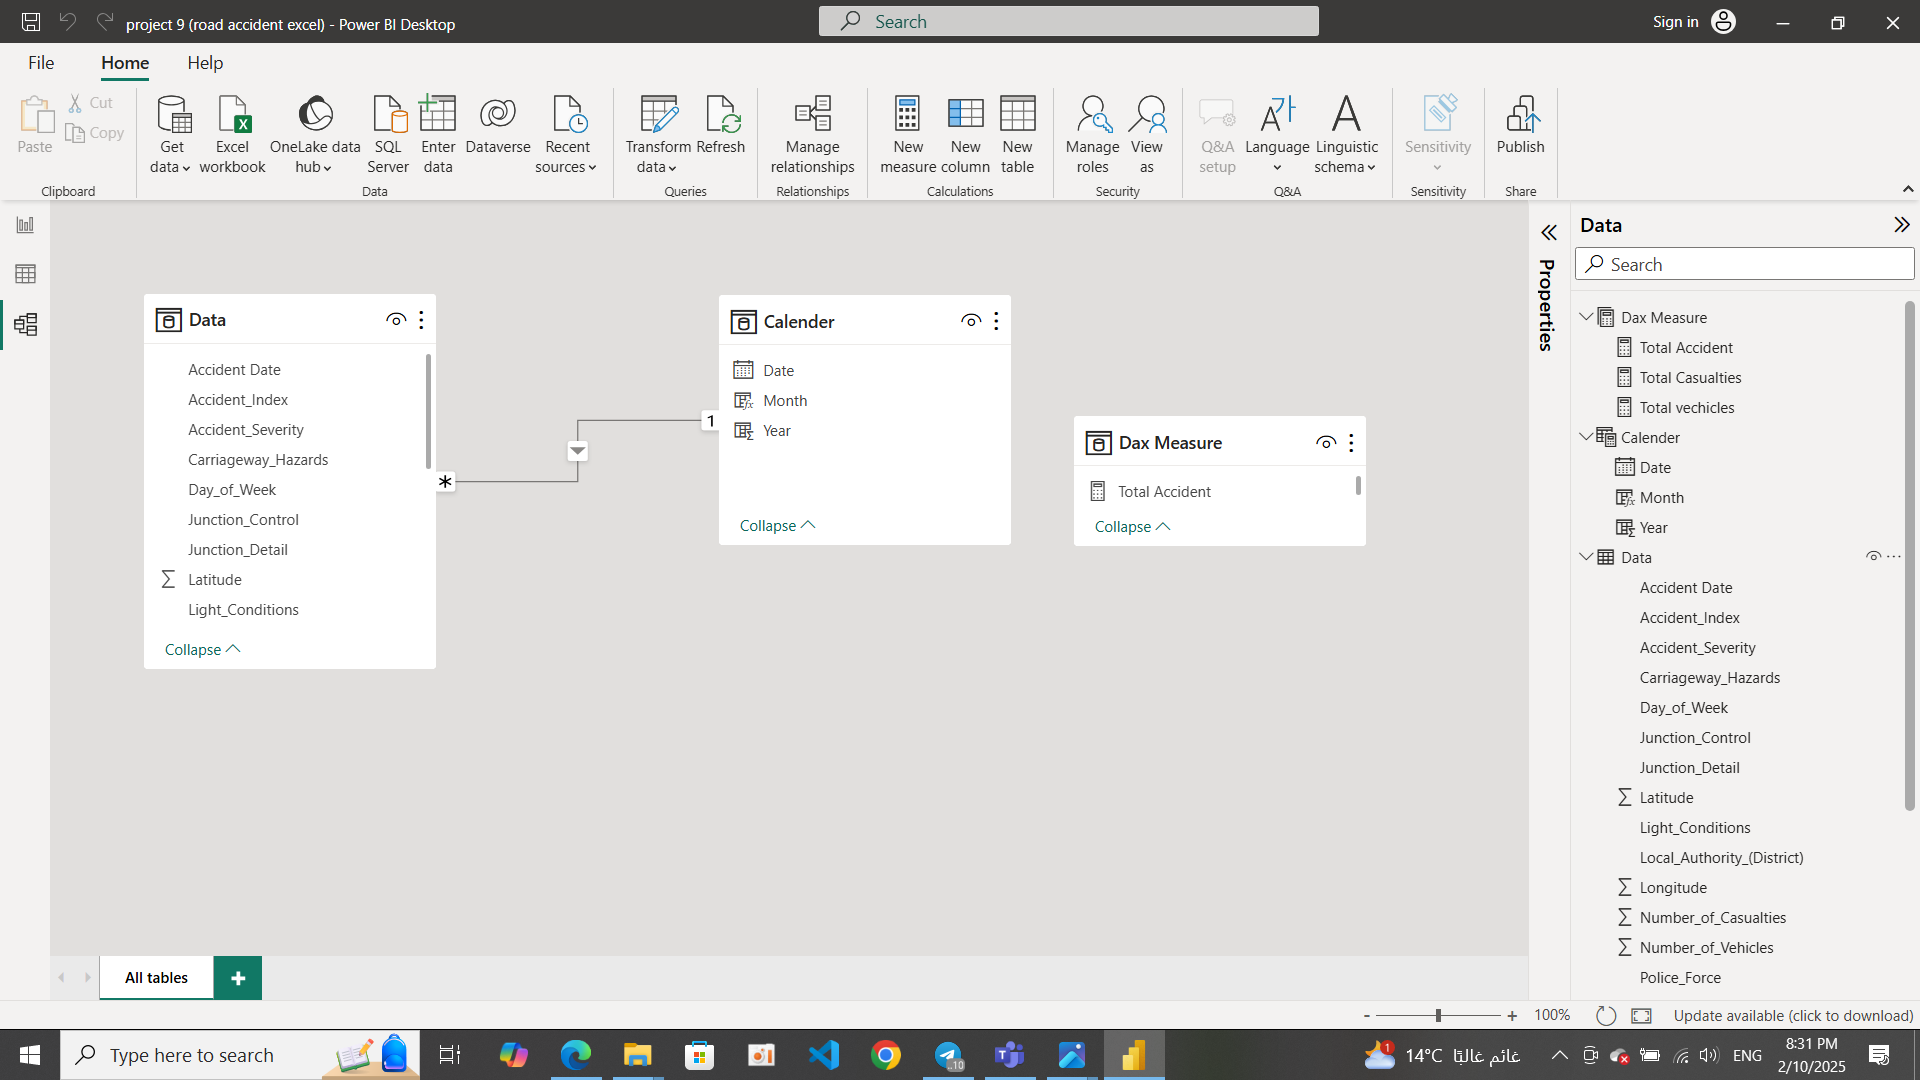 project 9 (road accident excel) - Power BI Desktop
Search
Sign in
File
Home
Help
Paste
Cut
Copy
Clipboard
Get data
Excel workbook
OneLake data hub
SQL Server
Enter data
Dataverse
Recent sources
Data
Transform data
Refresh
Queries
Manage relationships
Relationships
New measure
New column
New table
Calculations
Manage roles
View as
Security
Q&A setup
Language
Linguistic schema
Q&A
Sensitivity
Sensitivity
Publish
Share
Data
Accident Date
Accident_Index
Accident_Severity
Carriageway_Hazards
Day_of_Week
Junction_Control
Junction_Detail
Latitude
Light_Conditions
Collapse
*
1
Calender
Date
Month
Year
Collapse
Dax Measure
Total Accident
Collapse
Properties
Data
Search
Dax Measure
Total Accident
Total Casualties
Total vechicles
Calender
Date
Month
Year
Data
Accident Date
Accident_Index
Accident_Severity
Carriageway_Hazards
Day_of_Week
Junction_Control
Junction_Detail
Latitude
Light_Conditions
Local_Authority_(District)
Longitude
Number_of_Casualties
Number_of_Vehicles
Police_Force
All tables
+
- + 100%
Update available (click to download)
Type here to search
.10
1
14°C غائم غالبًا
ENG
8:31 PM
2/10/2025